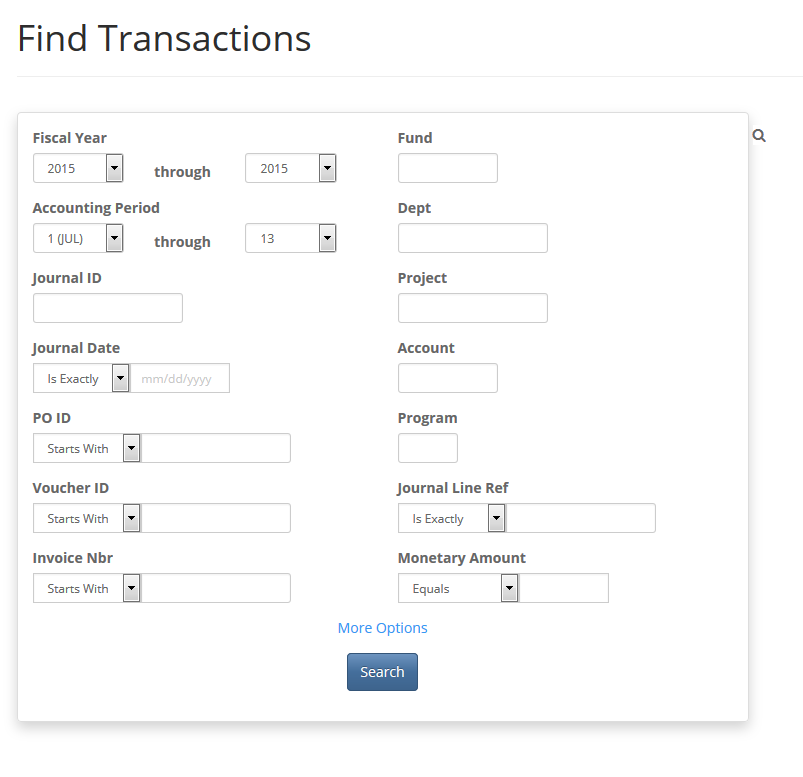 Find Transactions
Fiscal Year
2015 through 2015
Accounting Period
1 (JUL) through 13
Journal ID
Journal Date
Is Exactly mm/dd/yyyy
PO ID
Starts With
Voucher ID
Starts With
Invoice Nbr
Starts With
Fund
Dept
Project
Account
Program
Journal Line Ref
Is Exactly
Monetary Amount
Equals
More Options
Search